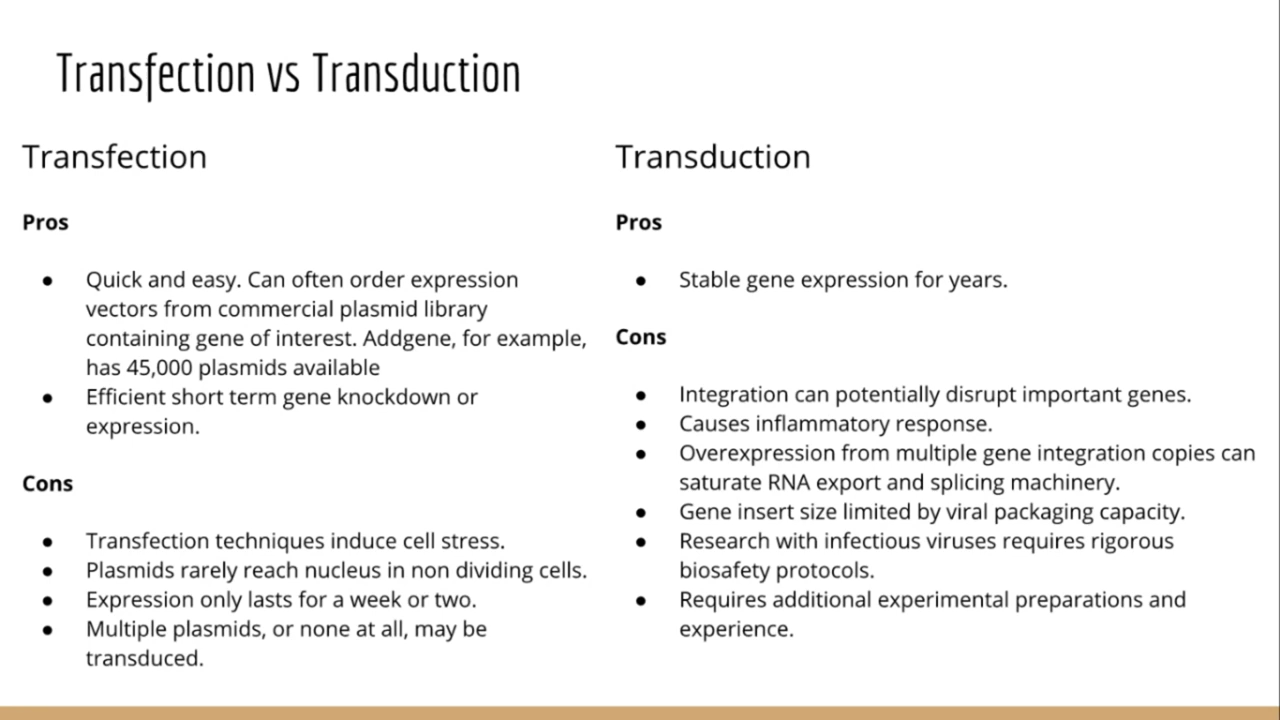 Transfection vs Transduction
Transfection
Pros
● Quick and easy. Can often order expression
vectors from commercial plasmid library
containing gene of interest. Addgene, for example,
has 45,000 plasmids available
● Efficient short term gene knockdown or
expression.
Cons
● Transfection techniques induce cell stress.
● Plasmids rarely reach nucleus in non dividing cells.
● Expression only lasts for a week or two.
● Multiple plasmids, or none at all, may be
transduced.
Transduction
Pros
● Stable gene expression for years.
Cons
● Integration can potentially disrupt important genes.
● Causes inflammatory response.
● Overexpression from multiple gene integration copies can
saturate RNA export and splicing machinery.
● Gene insert size limited by viral packaging capacity.
● Research with infectious viruses requires rigorous
biosafety protocols.
● Requires additional experimental preparations and
experience.